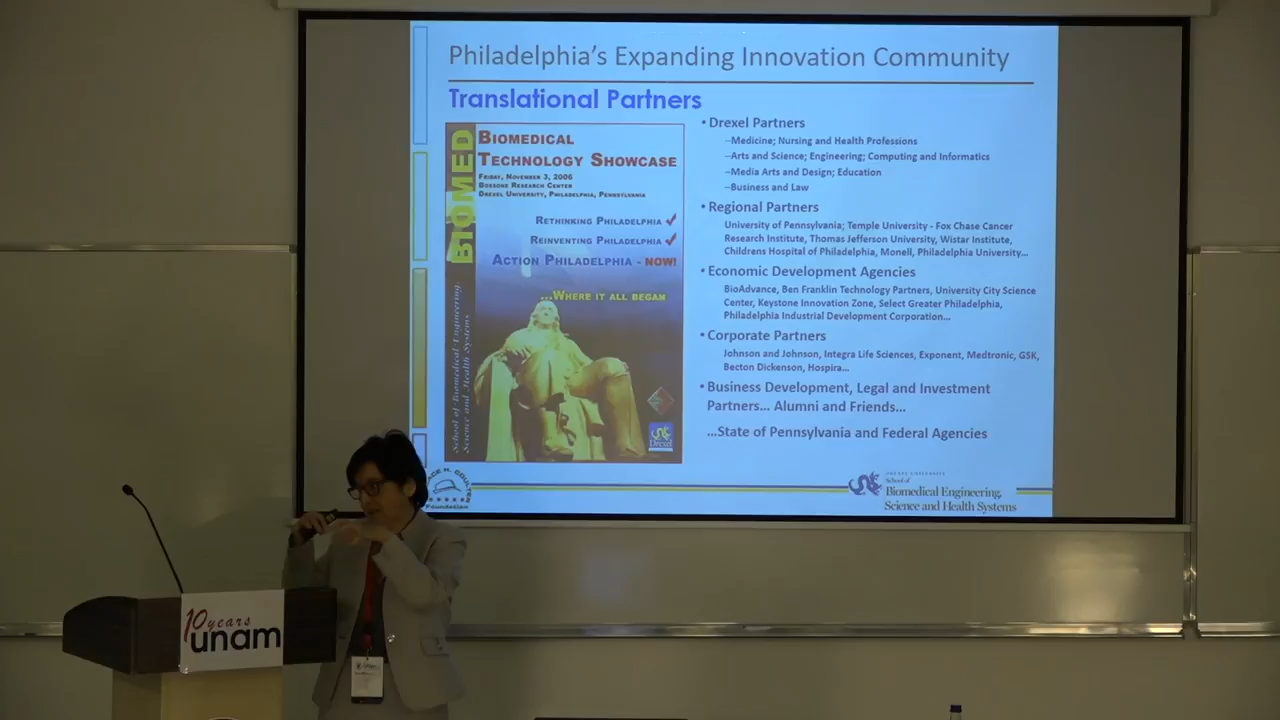 Philadelphia's Expanding Innovation Community
Translational Partners
BIOMED
BIOMEDICAL
TECHNOLOGY SHOWCASE
FRIDAY, NOVEMBER 3, 2006
BOSSONE RESEARCH CENTER
DREXEL UNIVERSITY, PHILADELPHIA, PENNSYLVANIA
RETHINKING PHILADELPHIA ✓
REINVENTING PHILADELPHIA ✓
ACTION PHILADELPHIA - NOW!
...WHERE IT ALL BEGAN
School of Biomedical Engineering,
Science and Health Systems
Drexel
• Drexel Partners
–Medicine; Nursing and Health Professions
–Arts and Science; Engineering; Computing and Informatics
–Media Arts and Design; Education
–Business and Law
• Regional Partners
University of Pennsylvania; Temple University - Fox Chase Cancer
Research Institute, Thomas Jefferson University, Wistar Institute,
Childrens Hospital of Philadelphia, Monell, Philadelphia University...
• Economic Development Agencies
BioAdvance, Ben Franklin Technology Partners, University City Science
Center, Keystone Innovation Zone, Select Greater Philadelphia,
Philadelphia Industrial Development Corporation...
• Corporate Partners
Johnson and Johnson, Integra Life Sciences, Exponent, Medtronic, GSK,
Becton Dickenson, Hospira...
• Business Development, Legal and Investment
Partners... Alumni and Friends...
...State of Pennsylvania and Federal Agencies
H. COULTER
Foundation
DREXEL UNIVERSITY
School of
Biomedical Engineering,
Science and Health Systems
10 years
unam